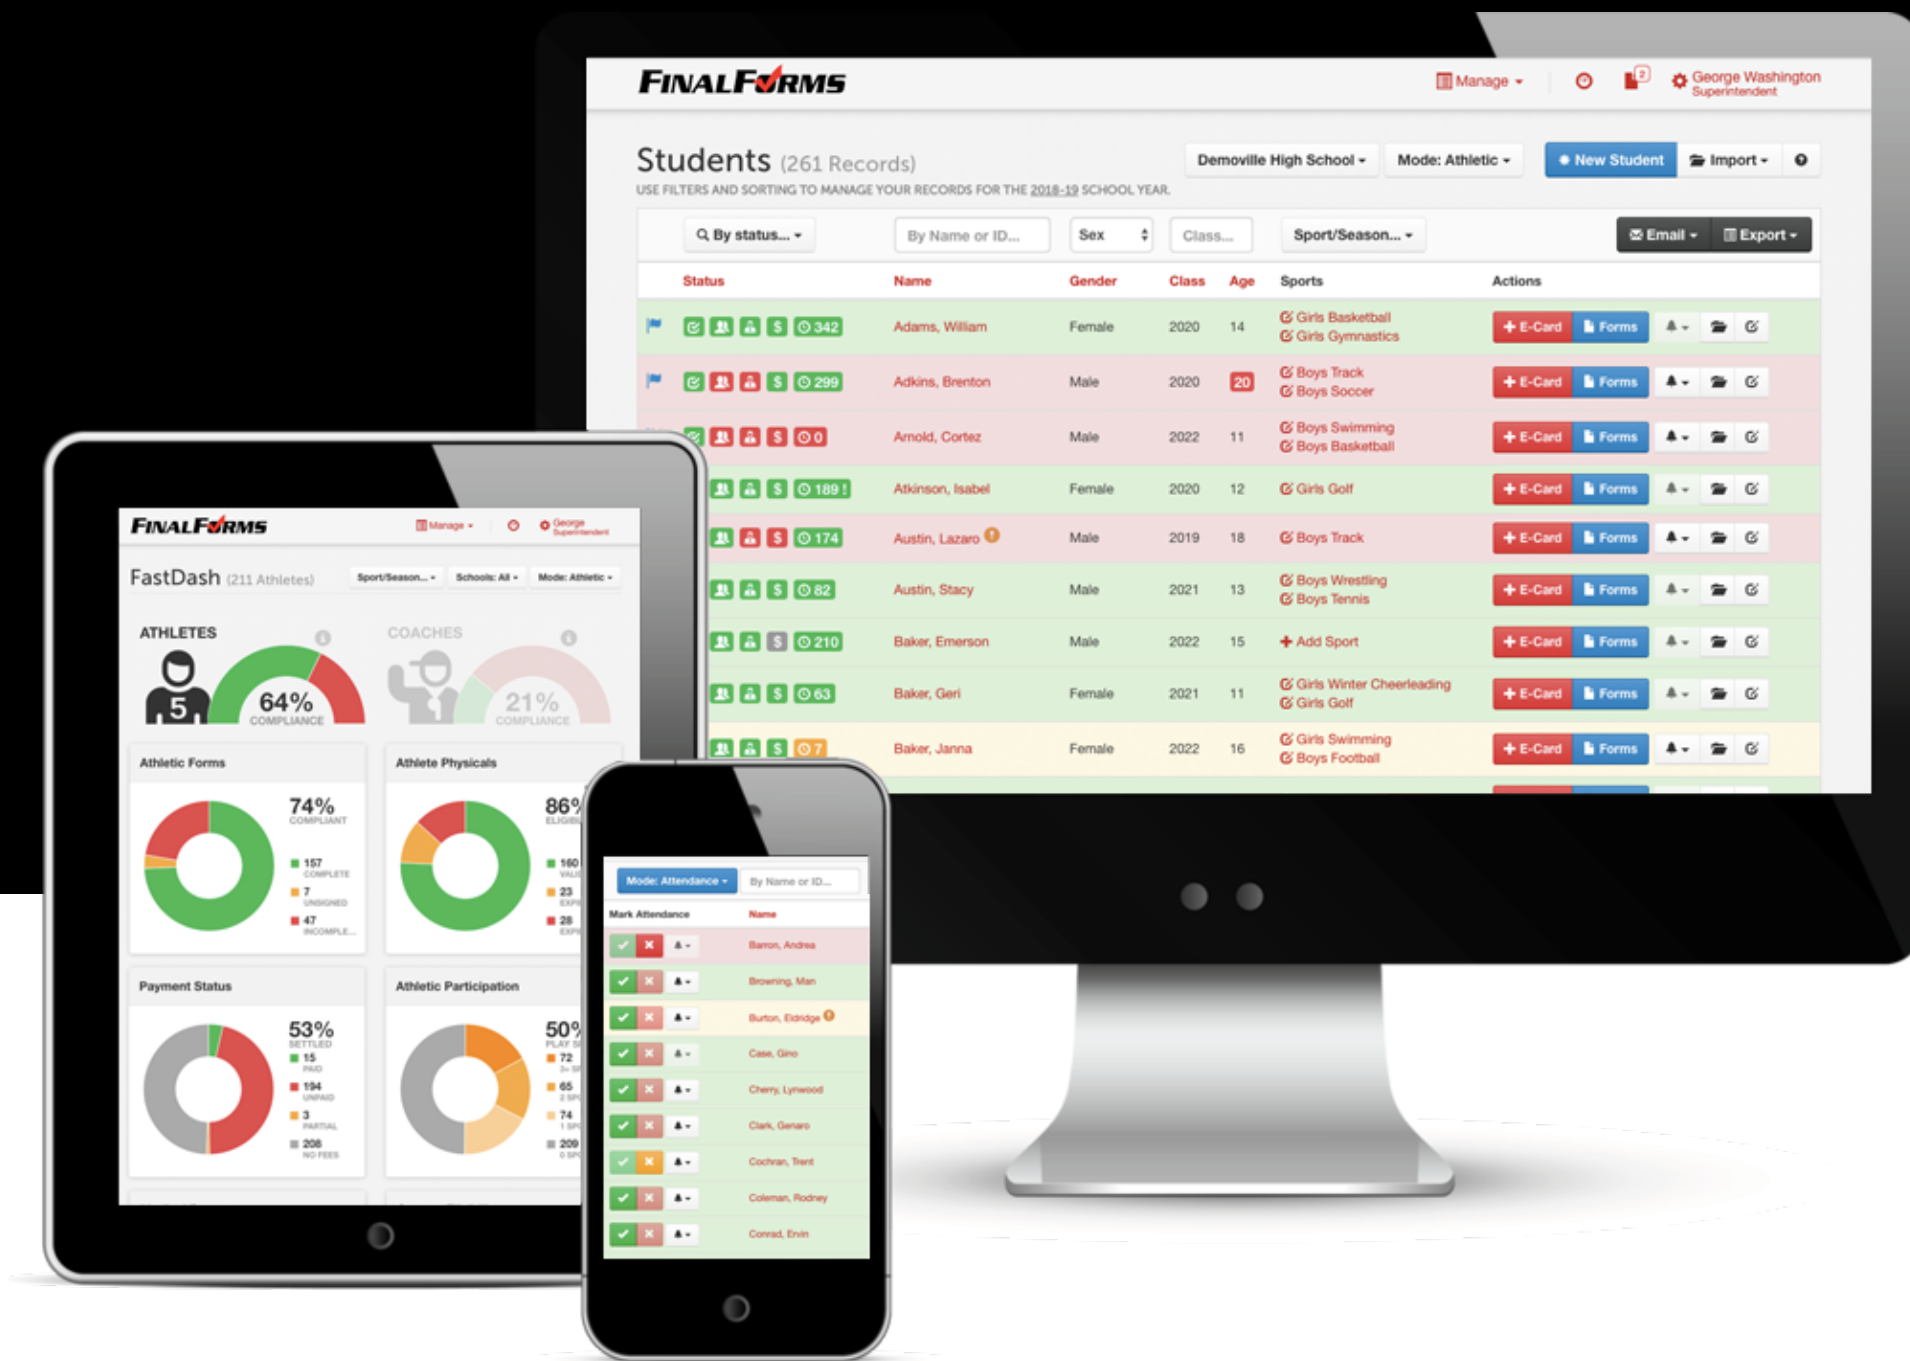 FINALFORMS
Manage
2
George Washington
Superintendent
Students (261 Records)
Demoville High School
Mode: Athletic
New Student
Import
USE FILTERS AND SORTING TO MANAGE YOUR RECORDS FOR THE 2018-19 SCHOOL YEAR.
By status...
By Name or ID...
Sex
Class...
Sport/Season...
Email
Export
Status Name Gender Class Age Sports Actions
$ 342 Adams, William Female 2020 14 Girls Basketball E-Card Forms
Girls Gymnastics
$ 299 Adkins, Brenton Male 2020 20 Boys Track E-Card Forms
Boys Soccer
$ 0 Arnold, Cortez Male 2022 11 Boys Swimming E-Card Forms
Boys Basketball
$ 189 ! Atkinson, Isabel Female 2020 12 Girls Golf E-Card Forms
$ 174 Austin, Lazaro Male 2019 18 Boys Track E-Card Forms
$ 82 Austin, Stacy Male 2021 13 Boys Wrestling E-Card Forms
Boys Tennis
$ 210 Baker, Emerson Male 2022 15 Add Sport E-Card Forms
$ 63 Baker, Geri Female 2021 11 Girls Winter Cheerleading E-Card Forms
Girls Golf
$ 7 Baker, Janna Female 2022 16 Girls Swimming E-Card Forms
Boys Football
FINALFORMS
Manage
George
Superintendent
FastDash (211 Athletes)
Sport/Season...
Schools: All
Mode: Athletic
ATHLETES
5
64%
COMPLIANCE
COACHES
21%
COMPLIANCE
Athletic Forms
74%
COMPLIANT
157
COMPLETE
7
UNSIGNED
47
INCOMPLE...
Athlete Physicals
86%
160
23
28
Payment Status
53%
SETTLED
15
PAID
194
UNPAID
3
PARTIAL
208
NO FEES
Athletic Participation
50%
72
65
74
209
Mode: Attendance
By Name or ID...
Mark Attendance Name
Barron, Andrea
Browning, Man
Burton, Eldridge
Case, Gino
Cherry, Lynwood
Clark, Genaro
Cochran, Trent
Coleman, Rodney
Conrad, Ervin